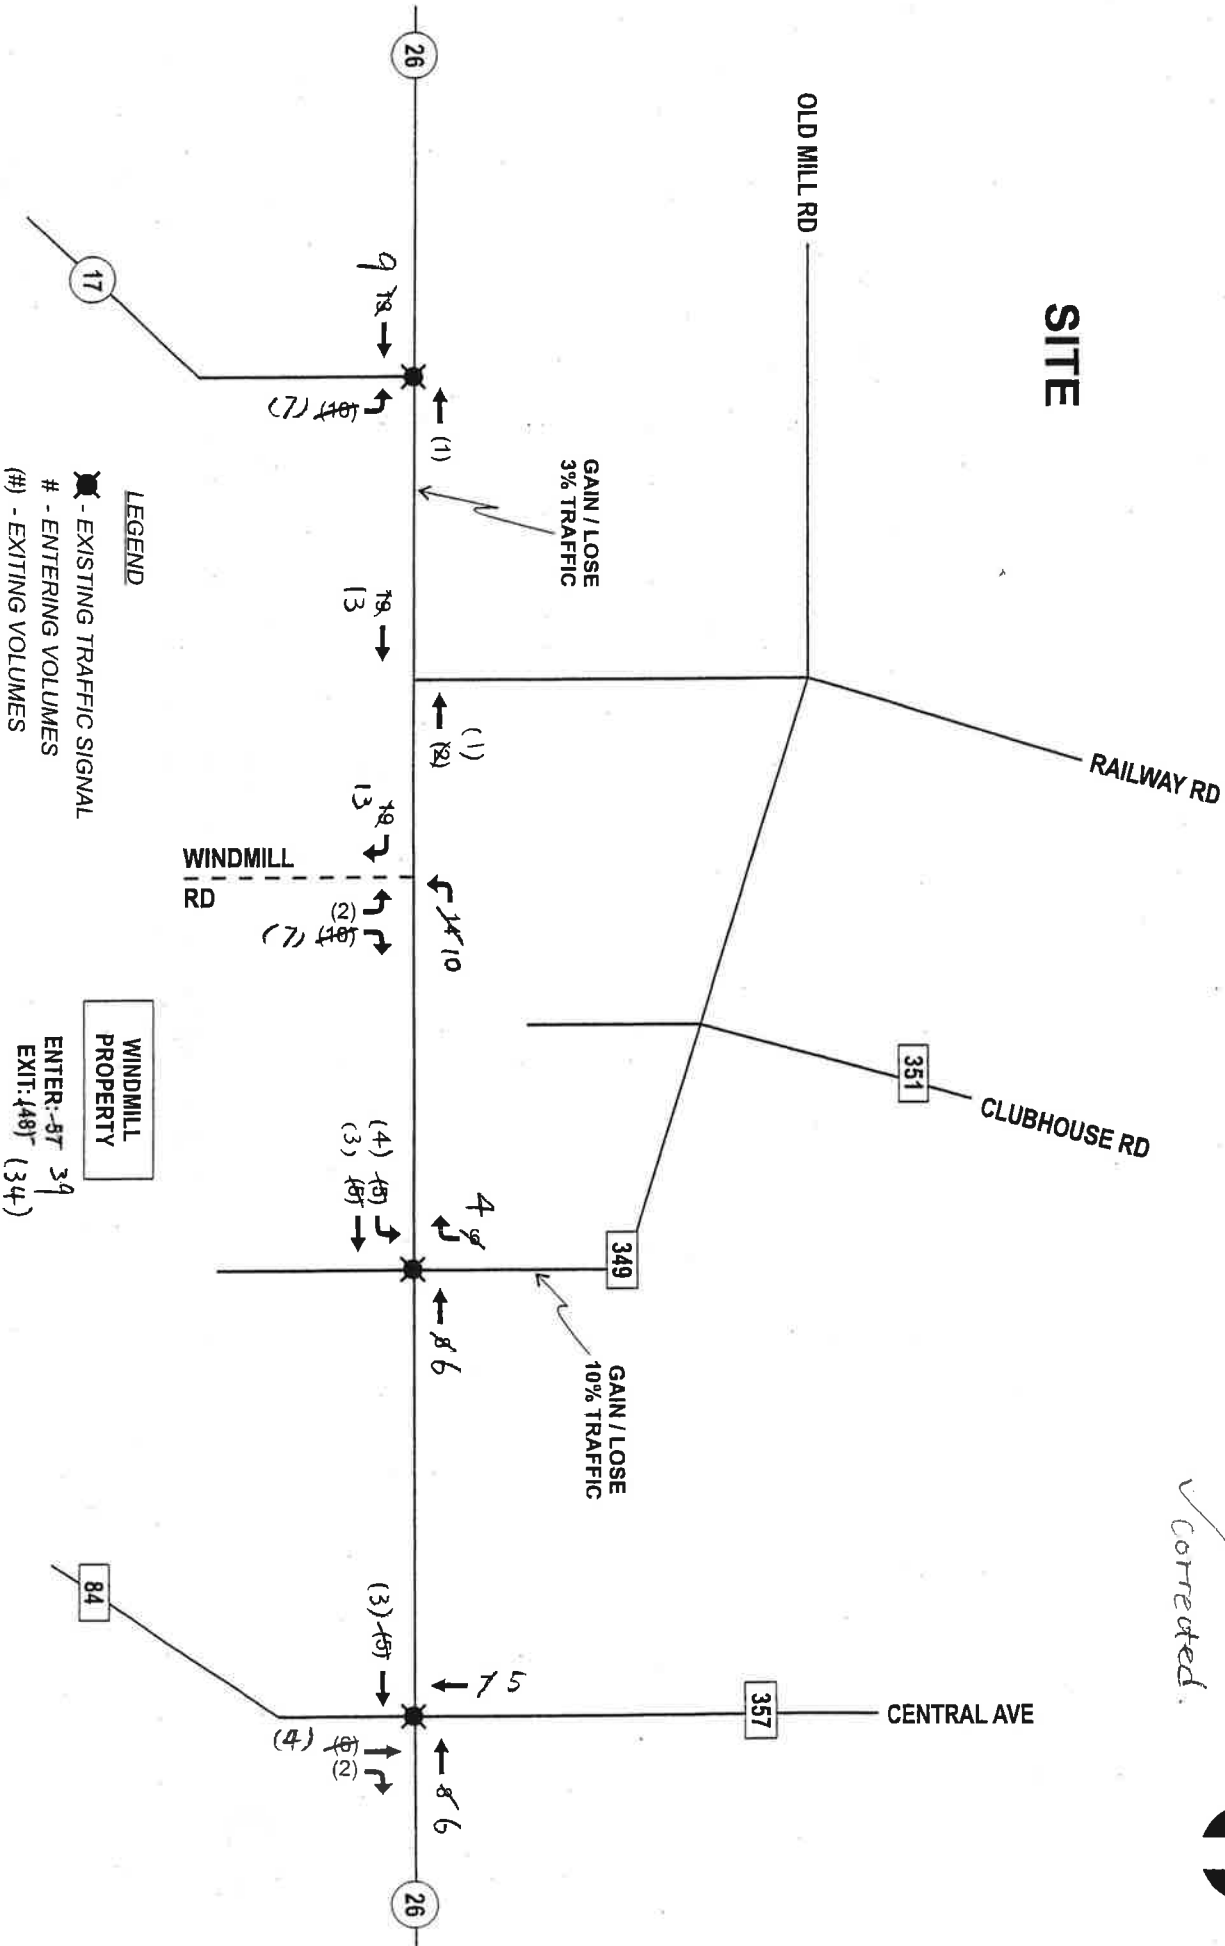 SITE
✓ Corrected.
OLD MILL RD
RAILWAY RD
351
CLUBHOUSE RD
349
357
CENTRAL AVE
GAIN / LOSE
3% TRAFFIC
GAIN / LOSE
10% TRAFFIC
26
(1)
(1)
(2)
14 10
4 6
8 6
7 5
8 6
26
9
13
19
13
19
13
(4) (5)
(3) (5)
(3) (5)
17
(7) (10)
WINDMILL
RD
(2)
(7) (10)
84
(4) (6)
(2)
LEGEND
- EXISTING TRAFFIC SIGNAL
# - ENTERING VOLUMES
(#) - EXITING VOLUMES
WINDMILL
PROPERTY
ENTER: 57 39
EXIT: (48) (34)